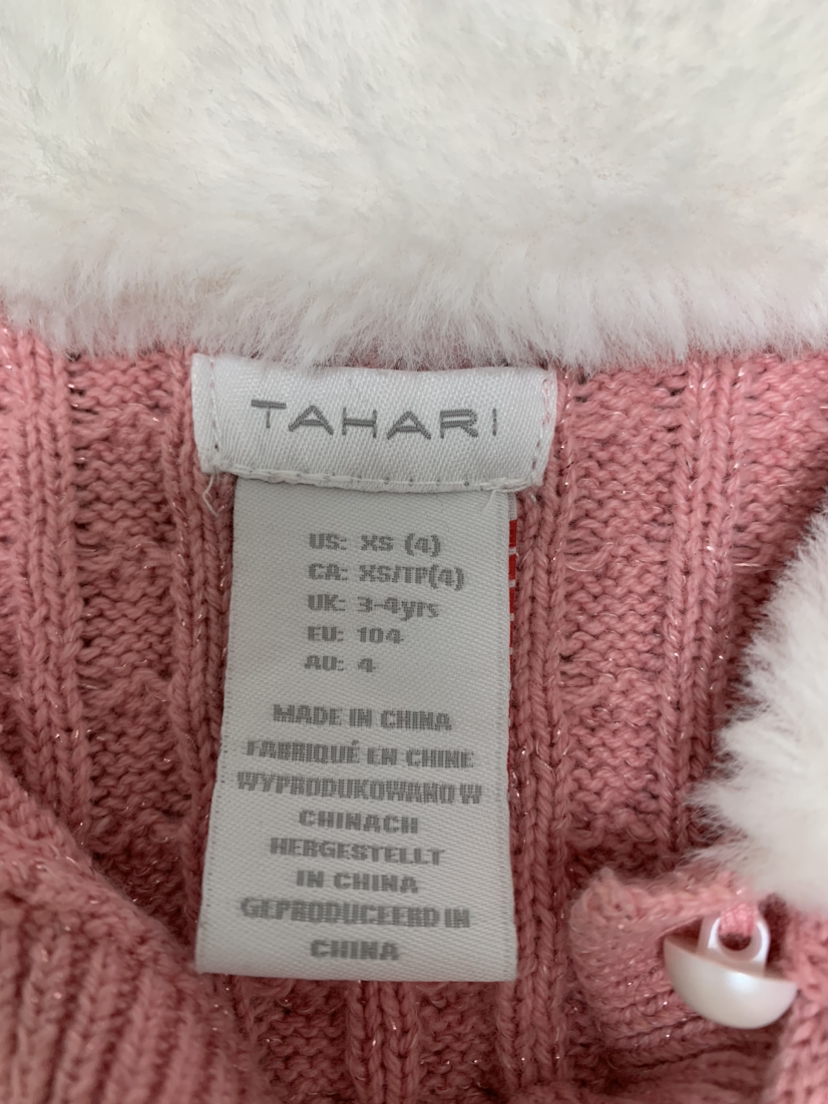 TAHARI
US: XS (4)
CA: XS/TP(4)
UK: 3-4yrs
EU: 104
AU: 4
MADE IN CHINA
FABRIQUÉ EN CHINE
WYPRODUKOWANO W
CHINACH
HERGESTELLT
IN CHINA
GEPRODUCEERD IN
CHINA